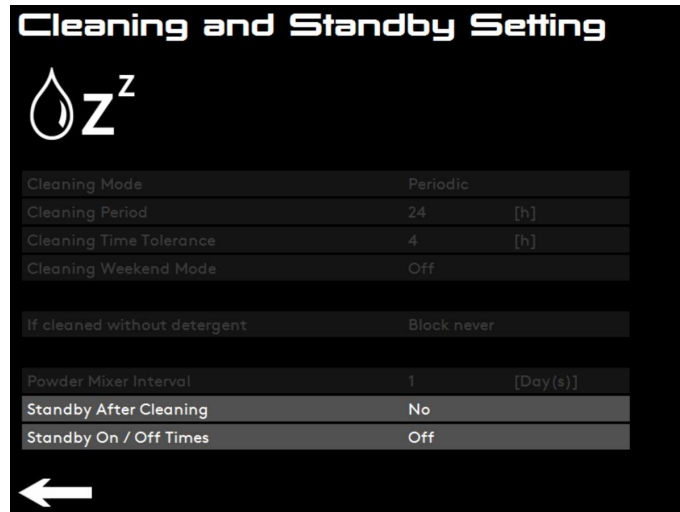 Cleaning and Standby Setting
z z
Cleaning Mode Periodic
Cleaning Period 24 [h]
Cleaning Time Tolerance 4 [h]
Cleaning Weekend Mode Off
If cleaned without detergent Block never
Powder Mixer Interval 1 [Day(s)]
Standby After Cleaning No
Standby On / Off Times Off